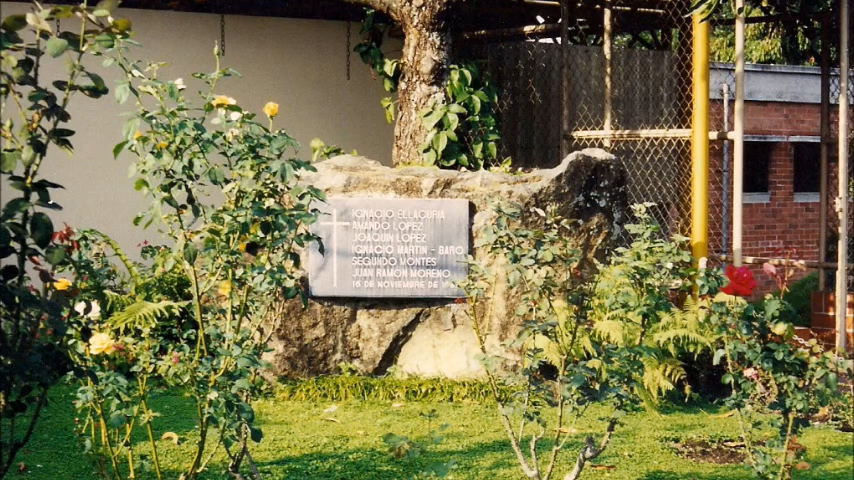 IGNACIO ELLACURIA
AMANDO LOPEZ
JOAQUIN LOPEZ
IGNACIO MARTIN - BARO
SEGUNDO MONTES
JUAN RAMON MORENO
16 DE NOVIEMBRE DE